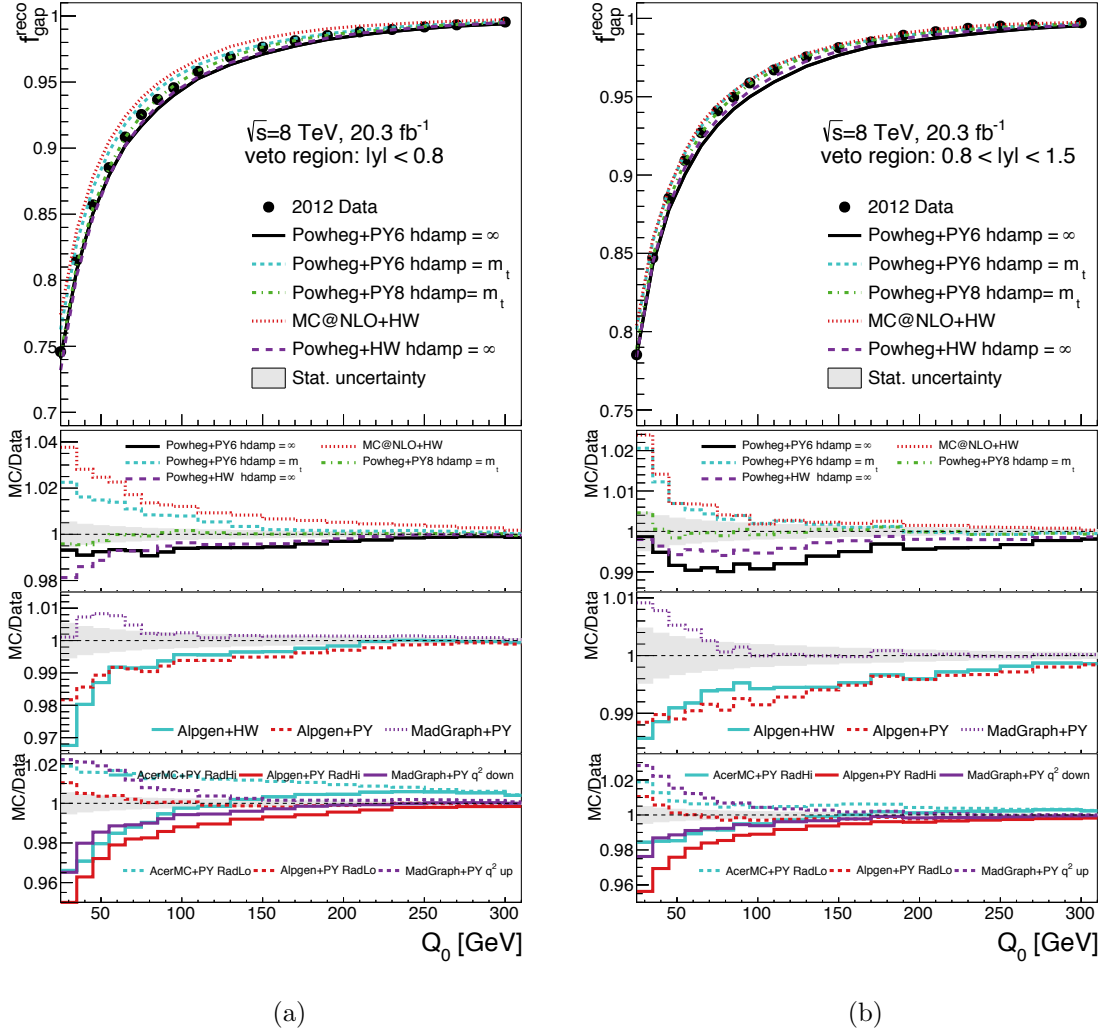 f^reco_gap
1
0.95
0.9
0.85
0.8
0.75
0.7
√s=8 TeV, 20.3 fb⁻¹
veto region: |y| < 0.8
2012 Data
Powheg+PY6 hdamp = ∞
Powheg+PY6 hdamp = m_t
Powheg+PY8 hdamp= m_t
MC@NLO+HW
Powheg+HW hdamp = ∞
Stat. uncertainty
MC/Data
1.04
1.02
1
0.98
Powheg+PY6 hdamp = ∞
MC@NLO+HW
Powheg+PY6 hdamp = m_t
Powheg+PY8 hdamp = m_t
Powheg+HW hdamp = ∞
MC/Data
1.01
1
0.99
0.98
0.97
Alpgen+HW
Alpgen+PY
MadGraph+PY
MC/Data
1.02
1
0.98
0.96
AcerMC+PY RadHi
Alpgen+PY RadHi
MadGraph+PY q² down
AcerMC+PY RadLo
Alpgen+PY RadLo
MadGraph+PY q² up
50 100 150 200 250 300
Q₀ [GeV]
(a)
f^reco_gap
1
0.95
0.9
0.85
0.8
0.75
√s=8 TeV, 20.3 fb⁻¹
veto region: 0.8 < |y| < 1.5
2012 Data
Powheg+PY6 hdamp = ∞
Powheg+PY6 hdamp = m_t
Powheg+PY8 hdamp= m_t
MC@NLO+HW
Powheg+HW hdamp = ∞
Stat. uncertainty
MC/Data
1.02
1.01
1
0.99
Powheg+PY6 hdamp = ∞
MC@NLO+HW
Powheg+PY6 hdamp = m_t
Powheg+PY8 hdamp = m_t
Powheg+HW hdamp = ∞
MC/Data
1.01
1
0.99
Alpgen+HW
Alpgen+PY
MadGraph+PY
MC/Data
1.02
1
0.98
0.96
AcerMC+PY RadHi
Alpgen+PY RadHi
MadGraph+PY q² down
AcerMC+PY RadLo
Alpgen+PY RadLo
MadGraph+PY q² up
50 100 150 200 250 300
Q₀ [GeV]
(b)